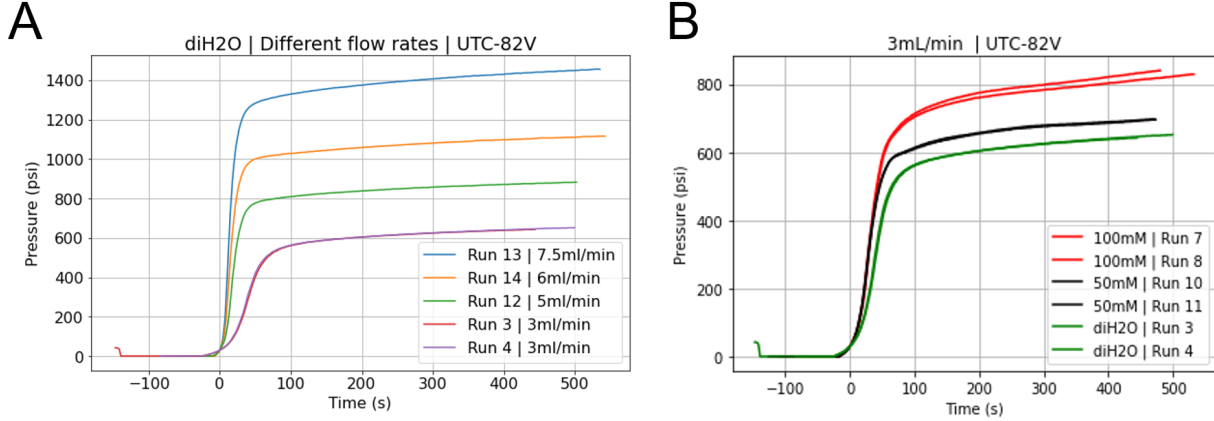 A
diH2O | Different flow rates | UTC-82V
Pressure (psi)
1400
1200
1000
800
600
400
200
0
−100
0
100
200
300
400
500
Time (s)
Run 13 | 7.5ml/min
Run 14 | 6ml/min
Run 12 | 5ml/min
Run 3 | 3ml/min
Run 4 | 3ml/min
B
3mL/min | UTC-82V
Pressure (psi)
800
600
400
200
0
−100
0
100
200
300
400
500
Time (s)
100mM | Run 7
100mM | Run 8
50mM | Run 10
50mM | Run 11
diH2O | Run 3
diH2O | Run 4